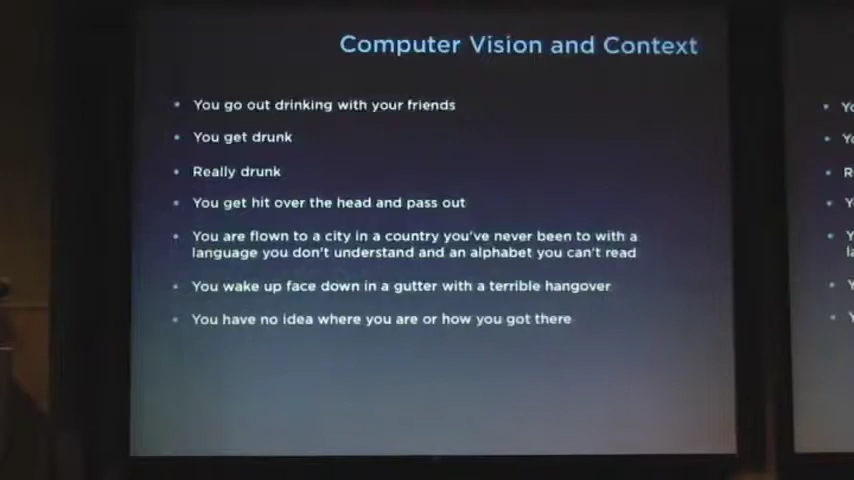 Computer Vision and Context
• You go out drinking with your friends
• You get drunk
• Really drunk
• You get hit over the head and pass out
• You are flown to a city in a country you've never been to with a
language you don't understand and an alphabet you can't read
• You wake up face down in a gutter with a terrible hangover
• You have no idea where you are or how you got there